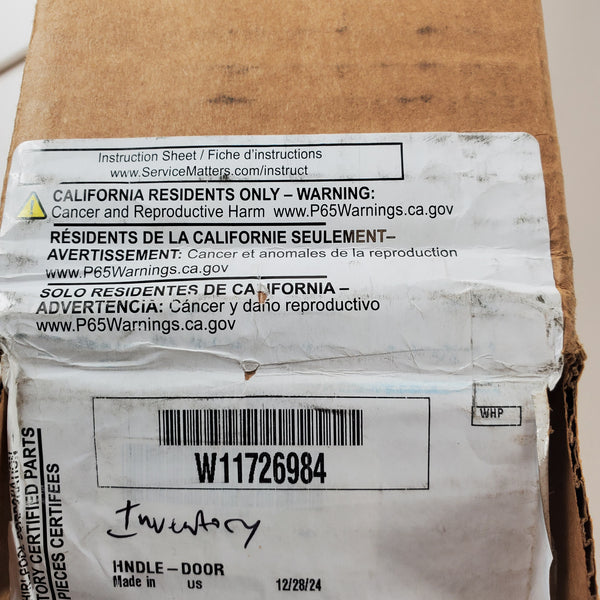 Instruction Sheet / Fiche d'instructions
www.ServiceMatters.com/instruct
CALIFORNIA RESIDENTS ONLY – WARNING:
Cancer and Reproductive Harm www.P65Warnings.ca.gov
RÉSIDENTS DE LA CALIFORNIE SEULEMENT–
AVERTISSEMENT: Cancer et anomales de la reproduction
www.P65Warnings.ca.gov
SOLO RESIDENTES DE CALIFORNIA –
ADVERTENCIA: Cáncer y daño reproductivo
www.P65Warnings.ca.gov
WHP
W11726984
Inventory
HNDLE – DOOR
Made in US 12/28/24
CERTIFIED PARTS
PIECES CERTIFEES